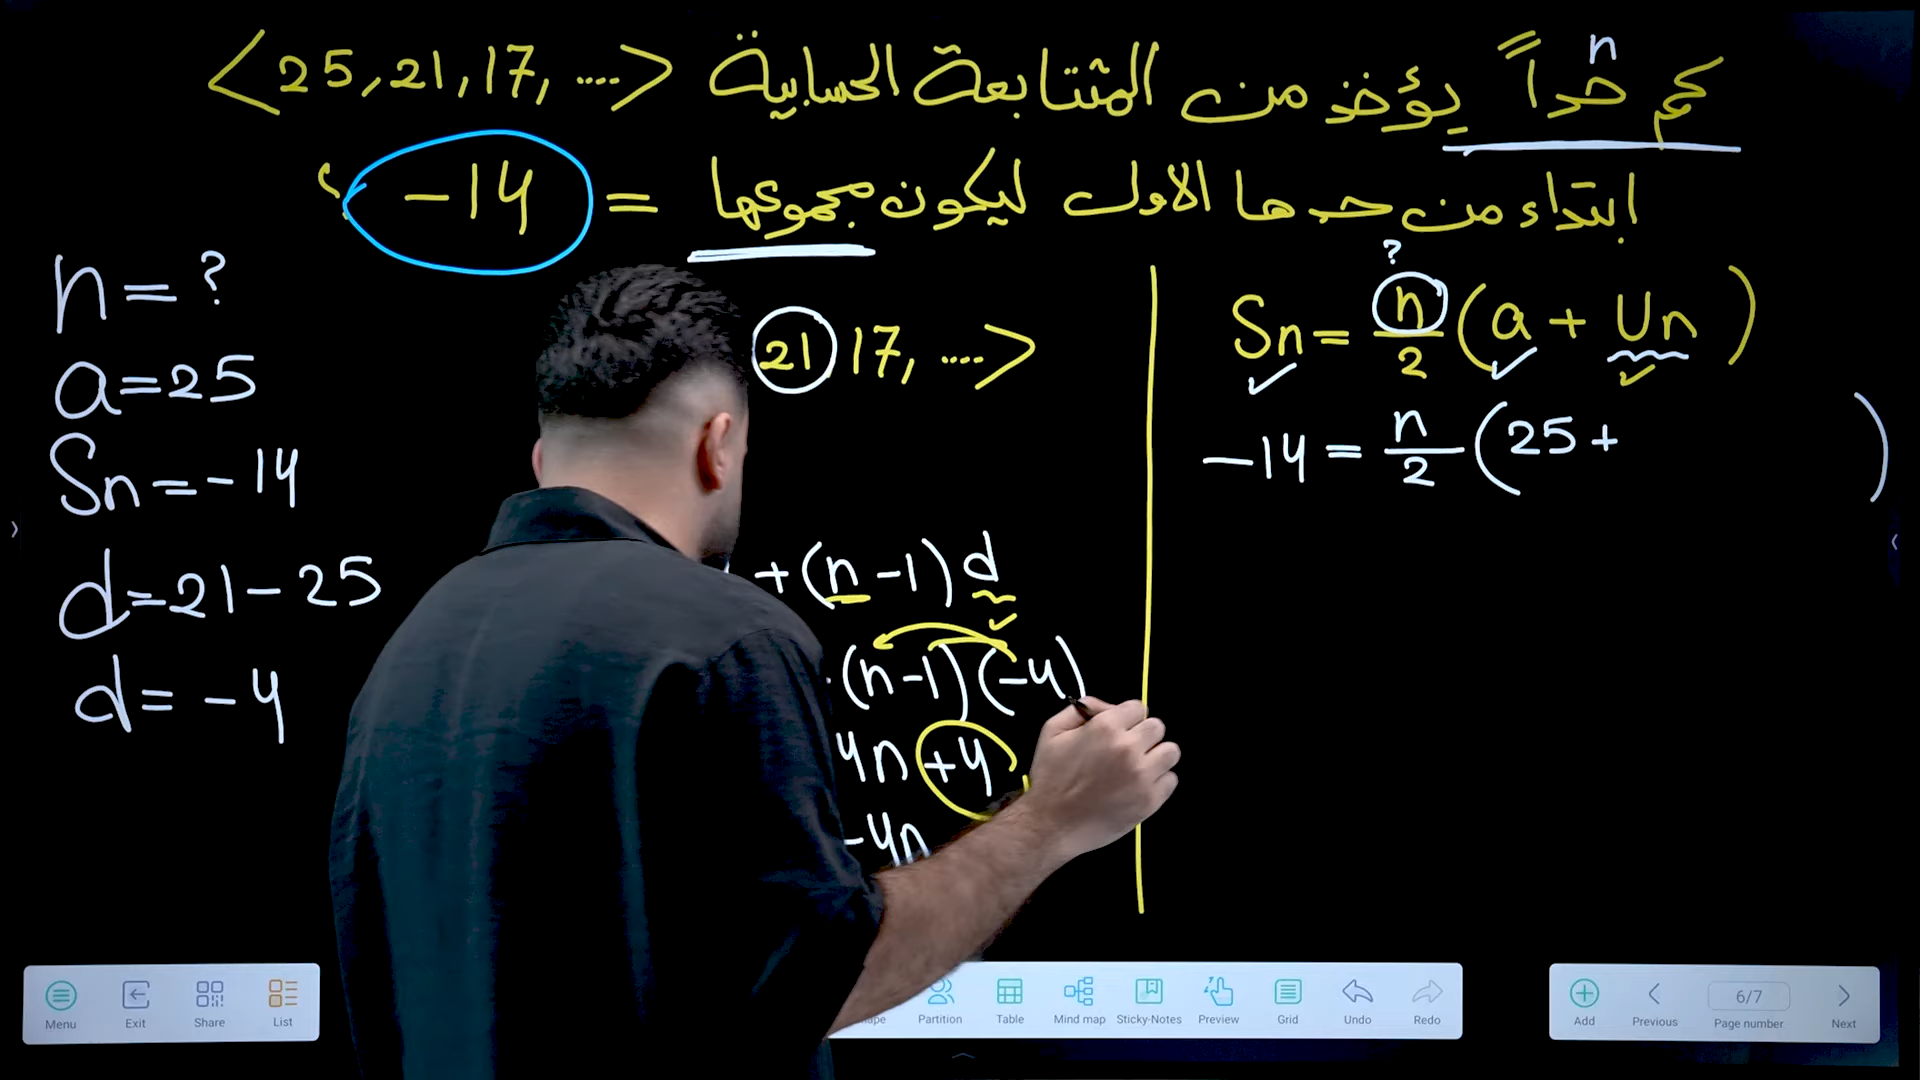 كم حداً يؤخذ من المتتابعة الحسابية <25, 21, 17, ....>
n
ابتداء من حدها الاول ليكون مجموعها = -14 ؟
n = ?
a = 25
Sn = -14
d = 21 - 25
d = -4
21, 17, ....>
+ (n - 1) d
(n - 1)(-4)
4n + 4
-4n
?
Sn = n/2 (a + Un)
-14 = n/2 (25 + )
Menu
Exit
Share
List
Partition
Table
Mind map
Sticky-Notes
Preview
Grid
Undo
Redo
Add
Previous
6/7
Page number
Next